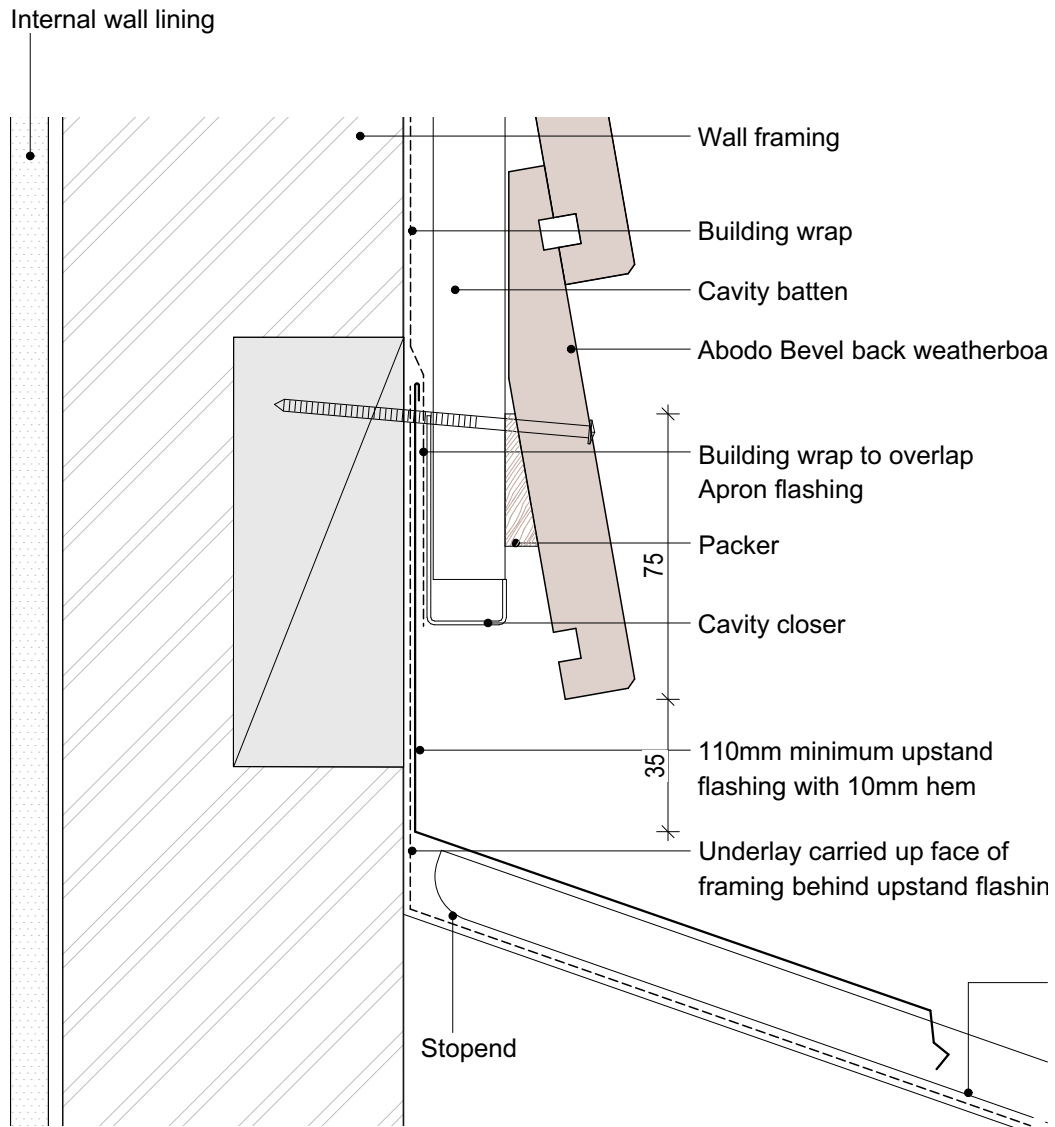 Internal wall lining
Wall framing
Building wrap
Cavity batten
Abodo Bevel back weatherboa
Building wrap to overlap
Apron flashing
Packer
75
Cavity closer
110mm minimum upstand
flashing with 10mm hem
35
Underlay carried up face of
framing behind upstand flashin
Stopend